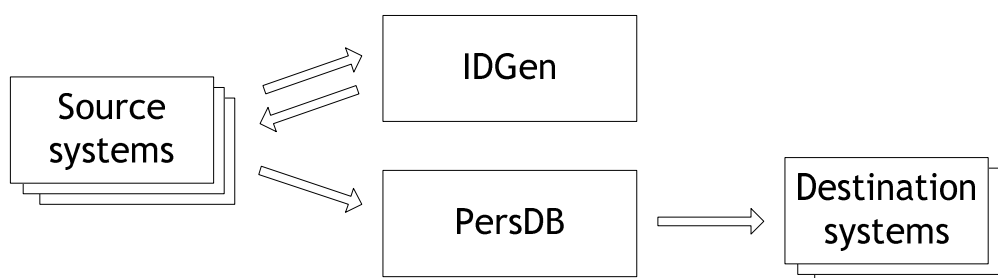 IDGen
Source
systems
PersDB
Destination
systems